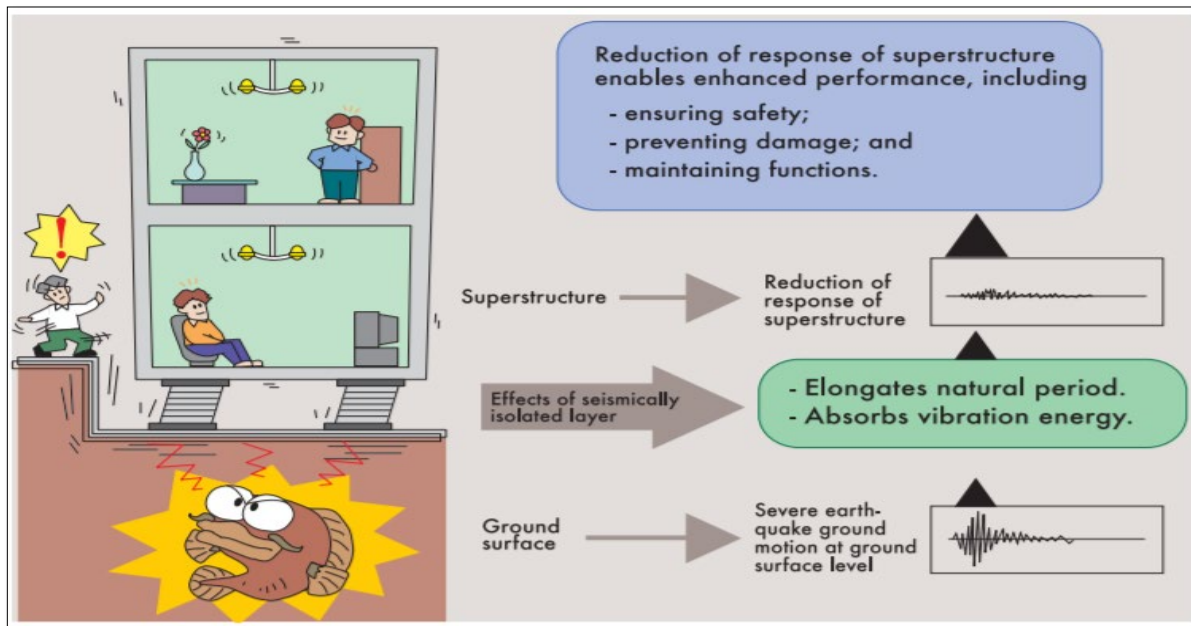 Reduction of response of superstructure
enables enhanced performance, including
- ensuring safety;
- preventing damage; and
- maintaining functions.
!
Superstructure
Reduction of
response of
superstructure
Effects of seismically
isolated layer
- Elongates natural period.
- Absorbs vibration energy.
Ground
surface
Severe earth-
quake ground
motion at ground
surface level